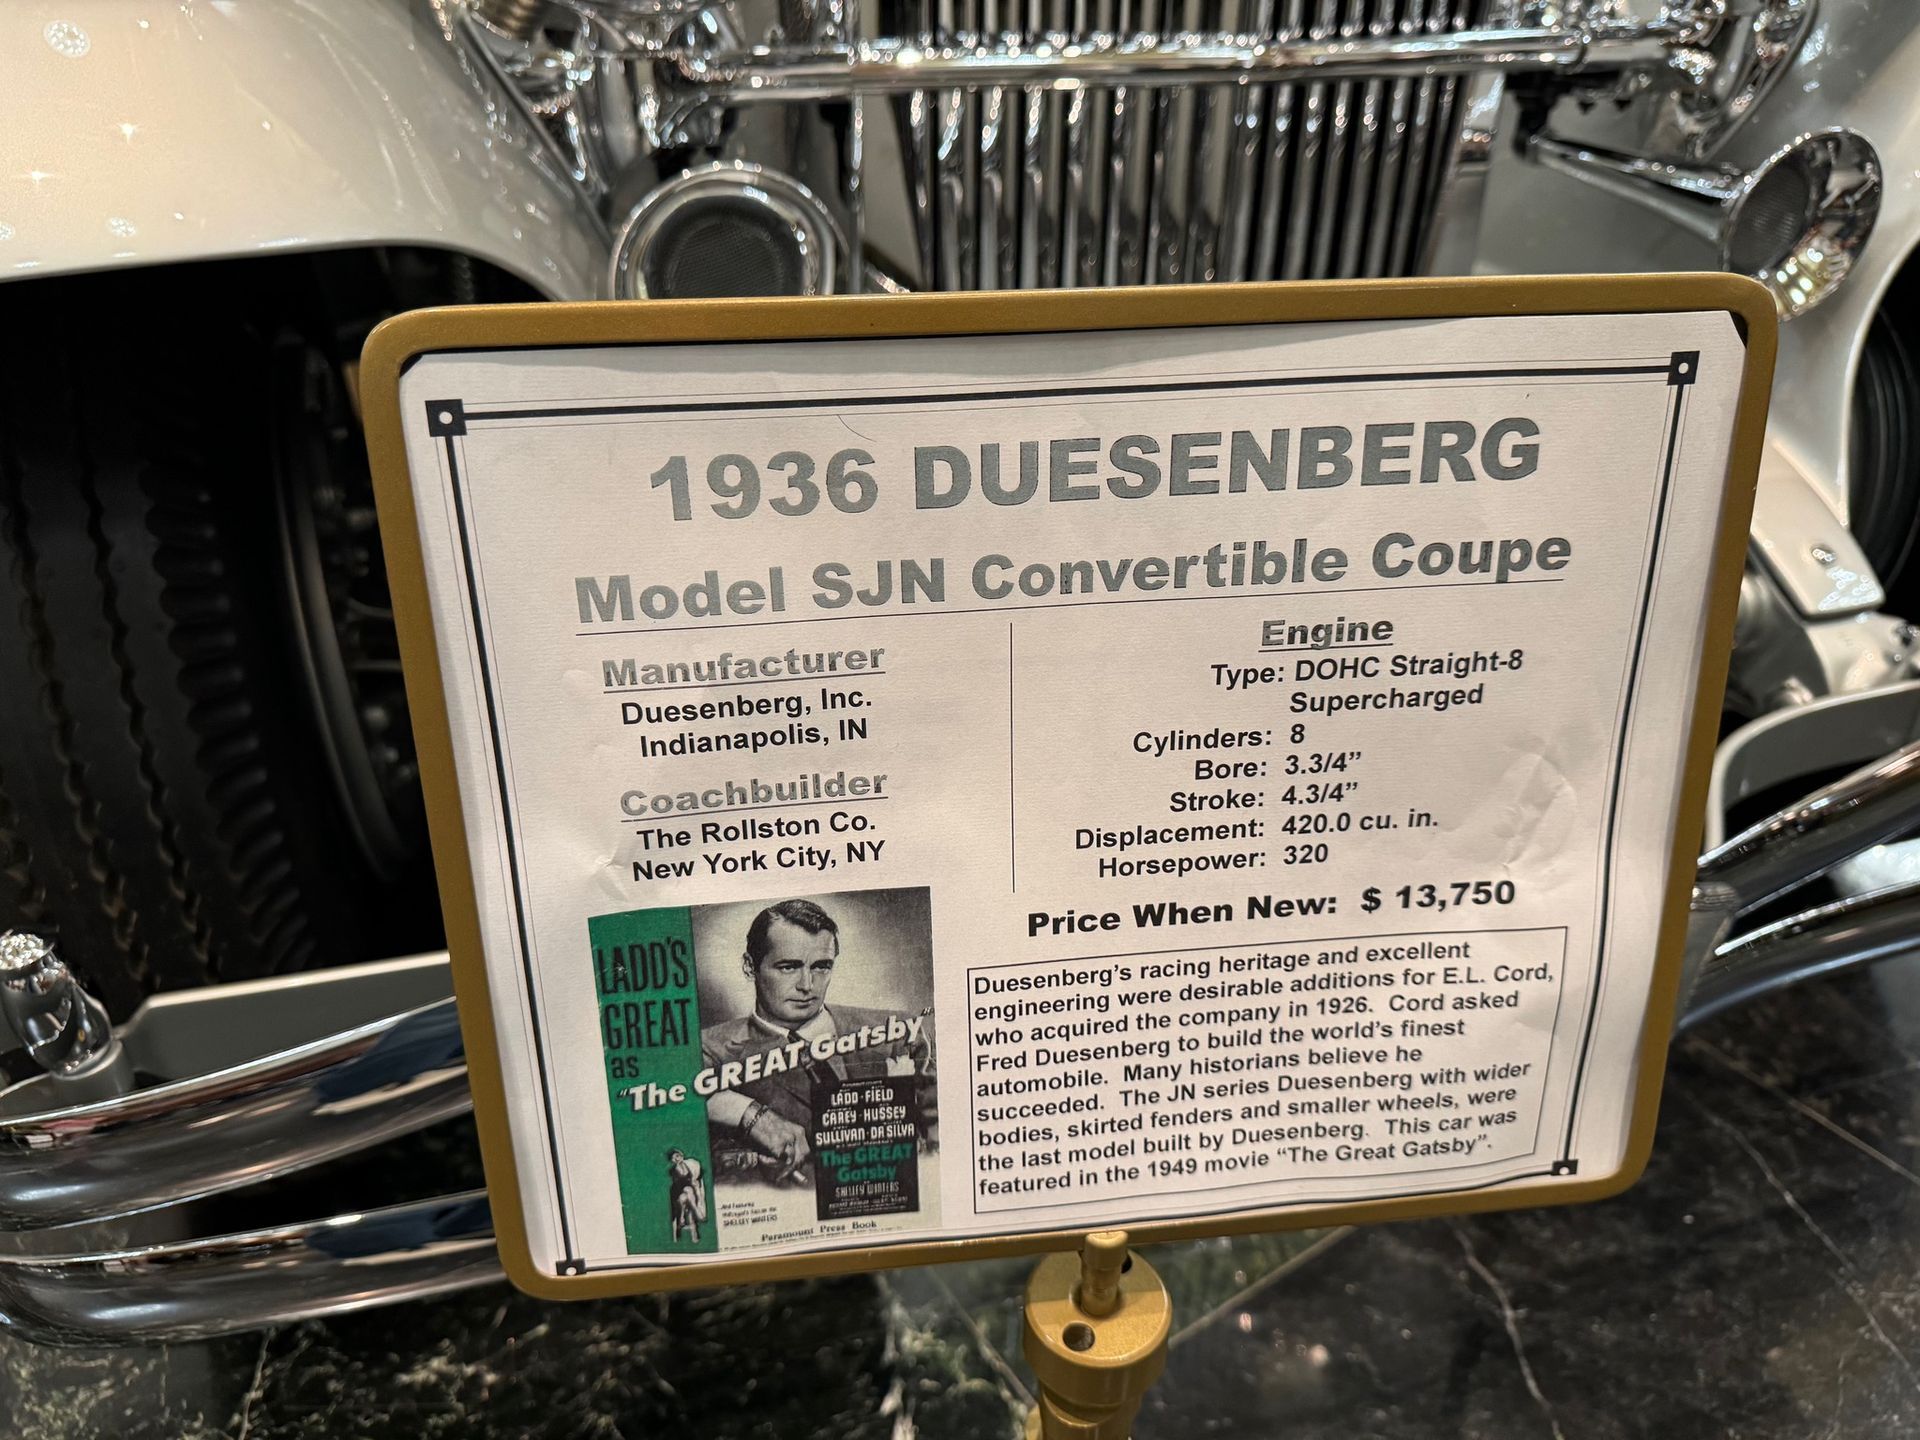 1936 DUESENBERG
Model SJN Convertible Coupe
Manufacturer
Duesenberg, Inc.
Indianapolis, IN
Coachbuilder
The Rollston Co.
New York City, NY
Engine
Type: DOHC Straight-8
Supercharged
Cylinders: 8
Bore: 3.3/4”
Stroke: 4.3/4”
Displacement: 420.0 cu. in.
Horsepower: 320
Price When New: $ 13,750
LADD'S
GREAT
as
"The GREAT Gatsby"
LADD · FIELD
CAREY · HUSSEY
SULLIVAN · DA SILVA
The GREAT
Gatsby
SHELLEY WINTERS
SHELLEY WINTERS
Paramount Press Book
Duesenberg’s racing heritage and excellent
engineering were desirable additions for E.L. Cord,
who acquired the company in 1926. Cord asked
Fred Duesenberg to build the world’s finest
automobile. Many historians believe he
succeeded. The JN series Duesenberg with wider
bodies, skirted fenders and smaller wheels, were
the last model built by Duesenberg. This car was
featured in the 1949 movie “The Great Gatsby”.